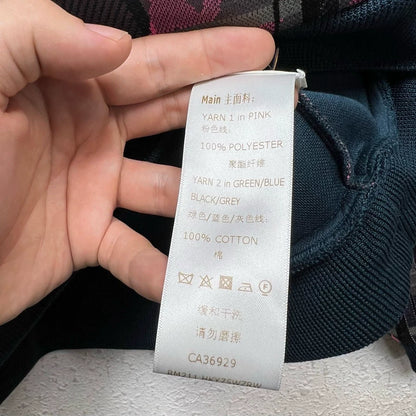 Main 主面料:
YARN 1 in PINK
粉色线:
100% POLYESTER
聚酯纤维
YARN 2 in GREEN/BLUE
BLACK/GREY
绿色/蓝色/灰色线:
100% COTTON
棉
缓和干洗
请勿磨擦
CA36929